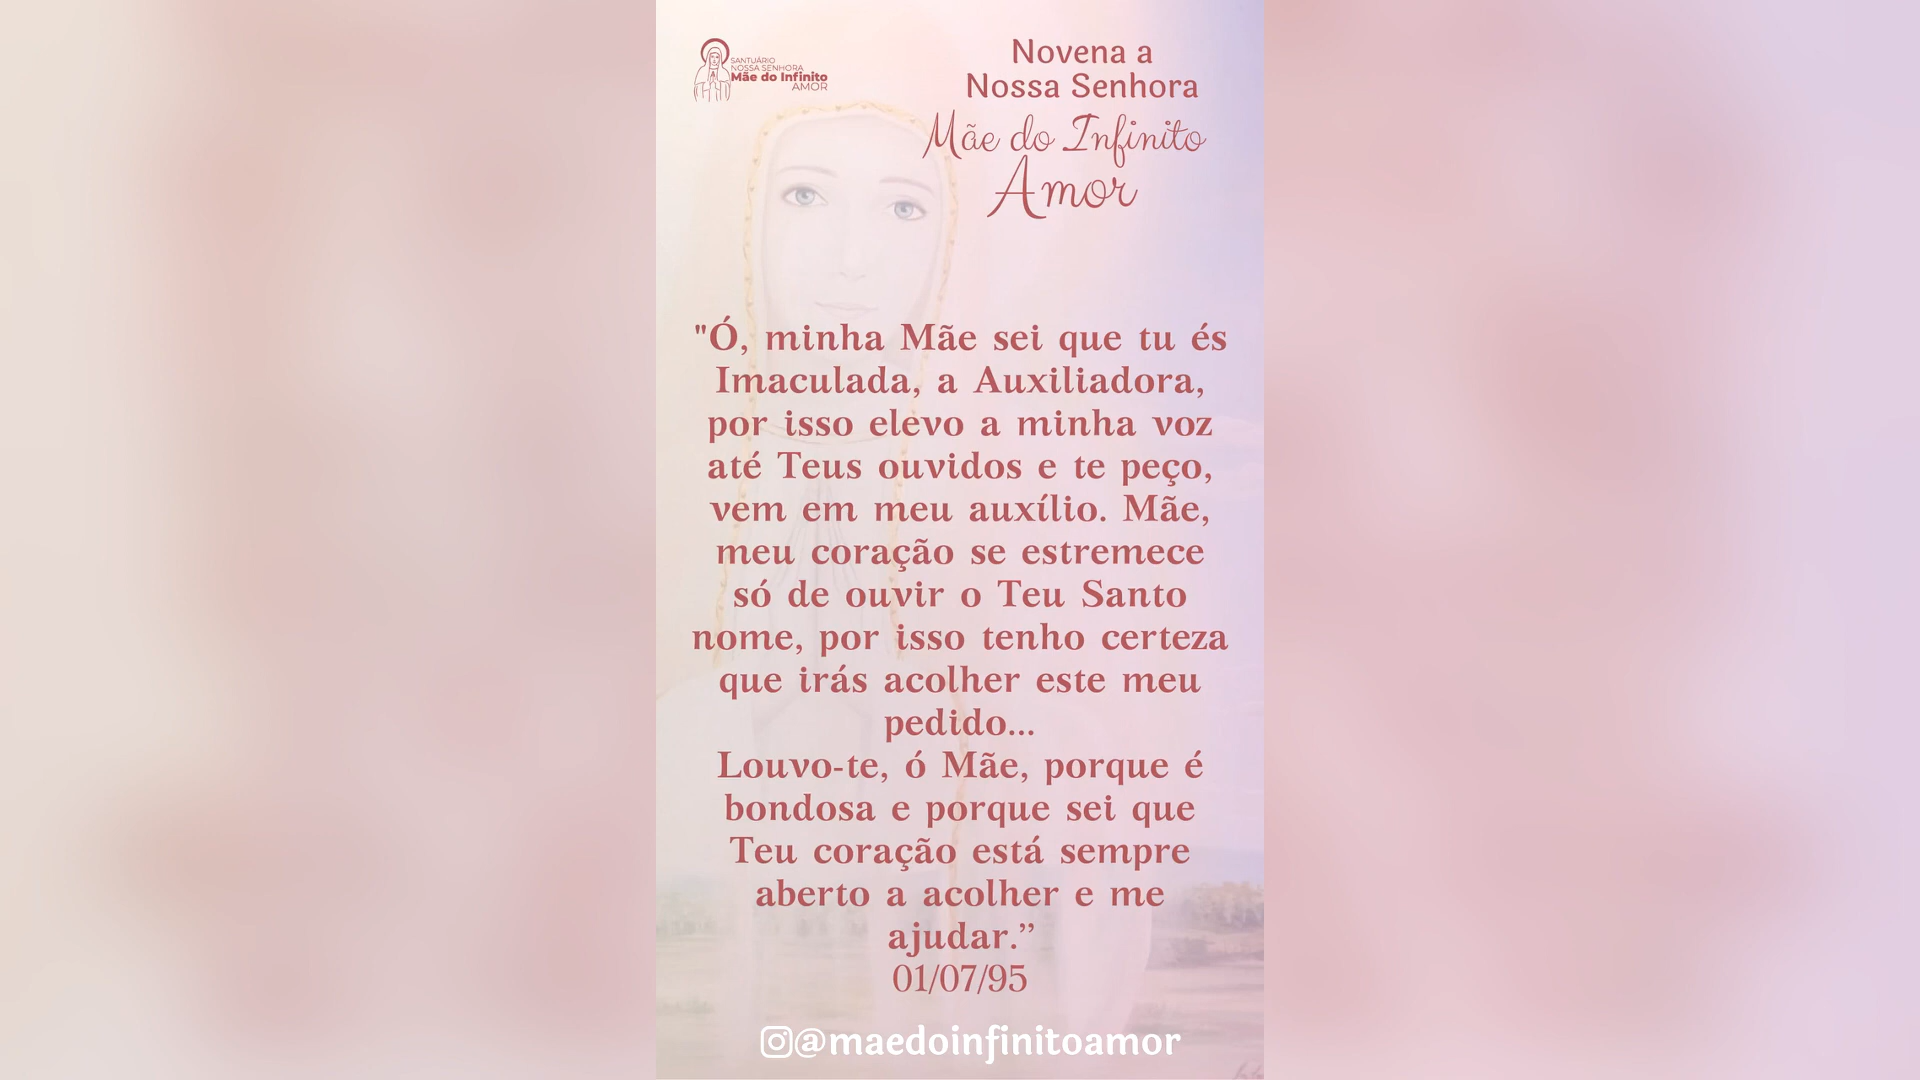 SANTUÁRIO
NOSSA SENHORA
Mãe do Infinito
AMOR
Novena a
Nossa Senhora
Mãe do Infinito
Amor
"Ó, minha Mãe sei que tu és
Imaculada, a Auxiliadora,
por isso elevo a minha voz
até Teus ouvidos e te peço,
vem em meu auxílio. Mãe,
meu coração se estremece
só de ouvir o Teu Santo
nome, por isso tenho certeza
que irás acolher este meu
pedido...
Louvo-te, ó Mãe, porque é
bondosa e porque sei que
Teu coração está sempre
aberto a acolher e me
ajudar.”
01/07/95
@maedoinfinitoamor